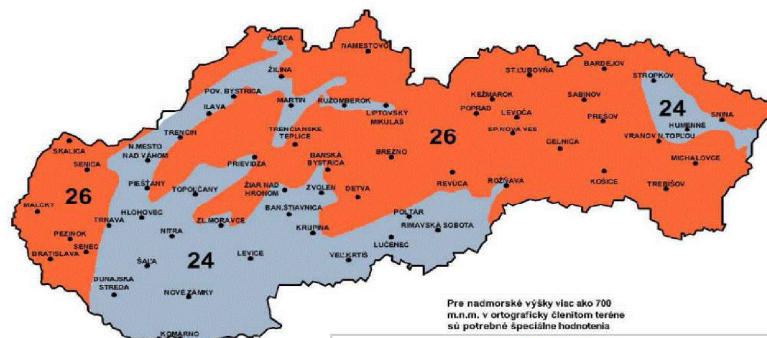 ČADCA
NÁMESTOVO
ŽILINA
ST.ĽUBOVŇA
BARDEJOV
STROPKOV
POV. BYSTRICA
ILAVA
MARTIN
RUŽOMBEROK
LIPTOVSKÝ
MIKULÁŠ
KEŽMAROK
POPRAD
LEVOČA
SABINOV
PREŠOV
24
HUMENNÉ
SNINA
TRENČÍN
TRENČIANSKE
TEPLICE
26
SP.NOVÁ VES
GELNICA
VRANOV N.TOPĽOU
SKALICA
N.MESTO
NAD VÁHOM
SENICA
PRIEVIDZA
BANSKÁ
BYSTRICA
BREZNO
MICHALOVCE
26
PIEŠŤANY
TOPOĽČANY
ŽIAR NAD
HRONOM
ZVOLEN
DETVA
REVÚCA
ROŽŇAVA
KOŠICE
TREBIŠOV
MALACKY
HLOHOVEC
TRNAVA
ZL.MORAVCE
BAN.ŠTIAVNICA
POLTÁR
PEZINOK
NITRA
KRUPINA
RIMAVSKÁ SOBOTA
SENEC
LUČENEC
BRATISLAVA
ŠAĽA
24
LEVICE
VEĽ.KRTÍŠ
DUNAJSKÁ
STREDA
NOVÉ ZÁMKY
KOMÁRNO
Pre nadmorské výšky viac ako 700
m.n.m. v ortograficky členitom teréne
sú potrebné špeciálne hodnotenia